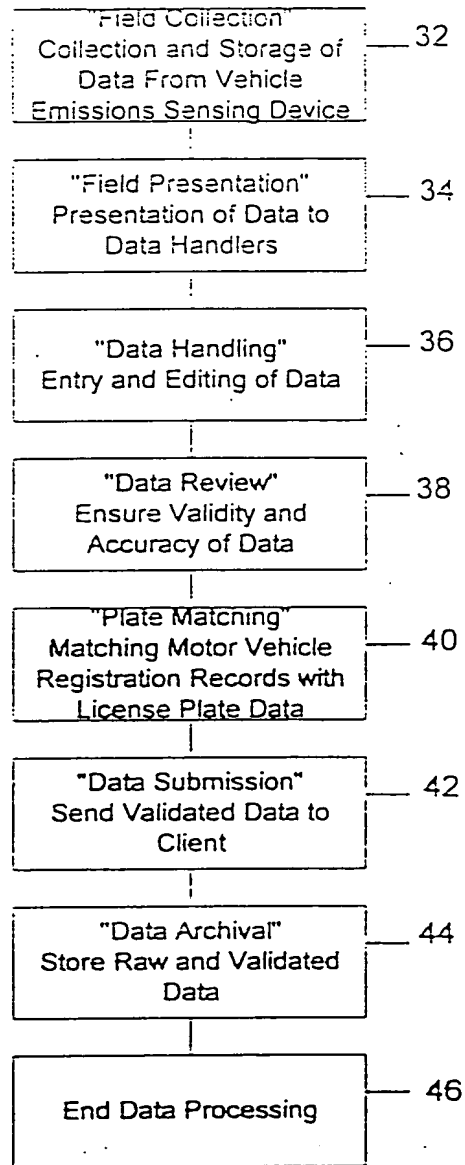 "Field Collection"
Collection and Storage of
Data From Vehicle
Emissions Sensing Device
32
"Field Presentation"
Presentation of Data to
Data Handlers
34
"Data Handling"
Entry and Editing of Data
36
"Data Review"
Ensure Validity and
Accuracy of Data
38
"Plate Matching"
Matching Motor Vehicle
Registration Records with
License Plate Data
40
"Data Submission"
Send Validated Data to
Client
42
"Data Archival"
Store Raw and Validated
Data
44
End Data Processing
46